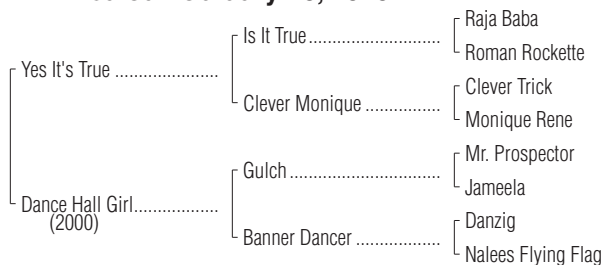 Raja Baba
Is It True
Roman Rockette
Yes It's True
Clever Trick
Clever Monique
Monique Rene
Mr. Prospector
Gulch
Jameela
Dance Hall Girl
(2000)
Danzig
Banner Dancer
Nalees Flying Flag